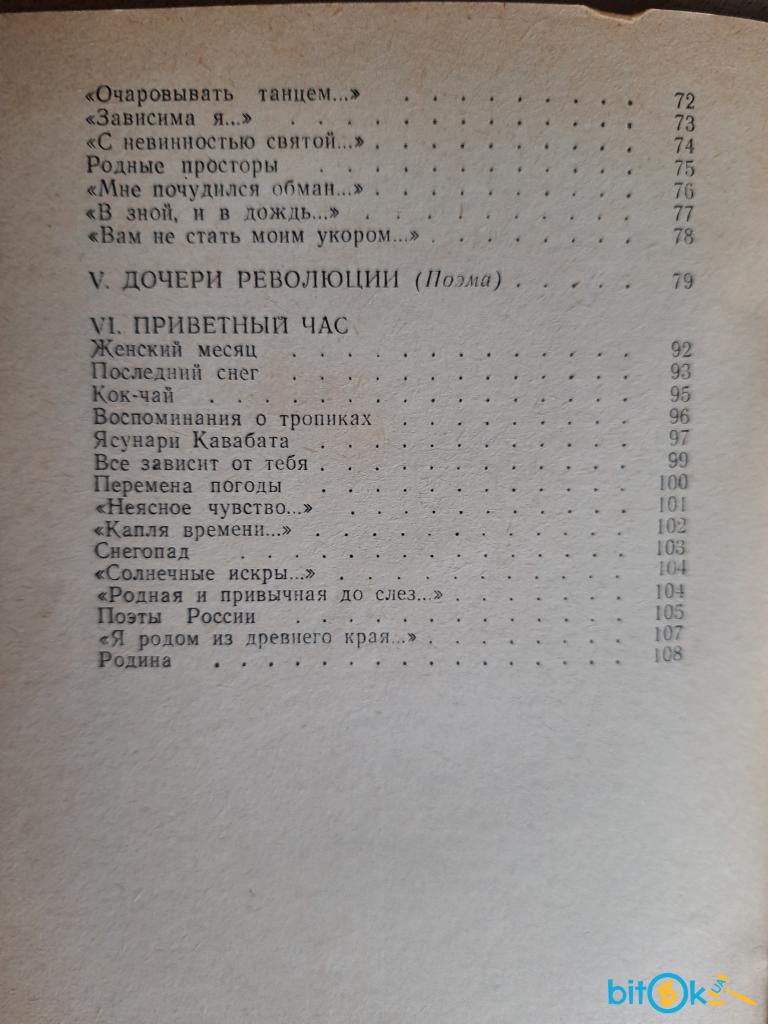 «Очаровывать танцем...» . . . . . . . . . 72
«Зависима я...» . . . . . . . . . . . . . 73
«С невинностью святой...» . . . . . . . . . . 74
Родные просторы . . . . . . . . . . . . 75
«Мне почудился обман...» . . . . . . . . . . 76
«В зной, и в дождь...» . . . . . . . . . . 77
«Вам не стать моим укором...» . . . . . . . . 78
V. ДОЧЕРИ РЕВОЛЮЦИИ (Поэма) . . . . . 79
VI. ПРИВЕТНЫЙ ЧАС
Женский месяц . . . . . . . . . . . . . 92
Последний снег . . . . . . . . . . . . . 93
Кок-чай . . . . . . . . . . . . . . . . 95
Воспоминания о тропиках . . . . . . . . . 96
Ясунари Кавабата . . . . . . . . . . . . 97
Все зависит от тебя . . . . . . . . . . . . 99
Перемена погоды . . . . . . . . . . . . 100
«Неясное чувство...» . . . . . . . . . . . 101
«Капля времени...» . . . . . . . . . . . . 102
Снегопад . . . . . . . . . . . . . . . 103
«Солнечные искры...» . . . . . . . . . . . 104
«Родная и привычная до слез...» . . . . . . . 104
Поэты России . . . . . . . . . . . . . 105
«Я родом из древнего края...» . . . . . . . . 107
Родина . . . . . . . . . . . . . . . . 108
bitOk.UA